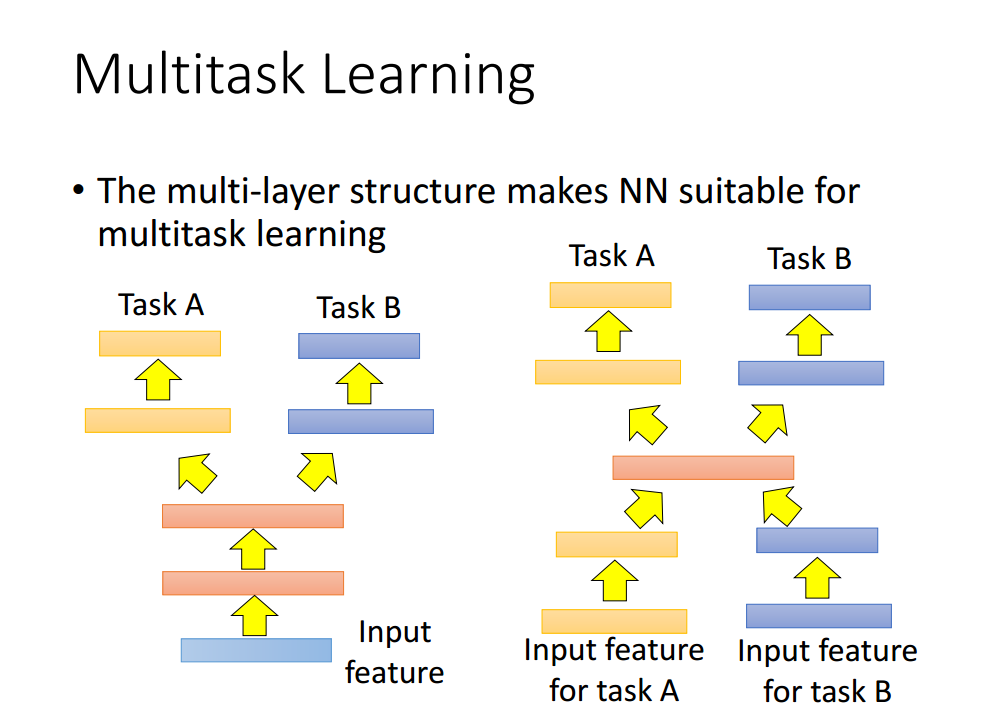 Multitask Learning
• The multi-layer structure makes NN suitable for
multitask learning
Task A
Task B
Input
feature
Task A
Task B
Input feature
for task A
Input feature
for task B